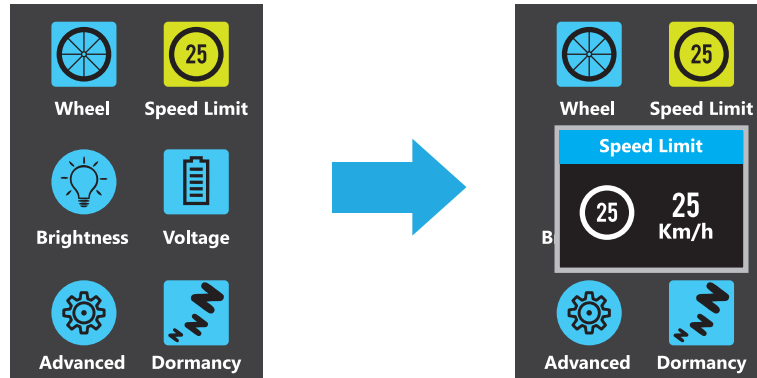 25
Wheel Speed Limit
Brightness Voltage
Advanced Dormancy
25
Wheel Speed Limit
Speed Limit
25 25
Km/h
B
Advanced Dormancy